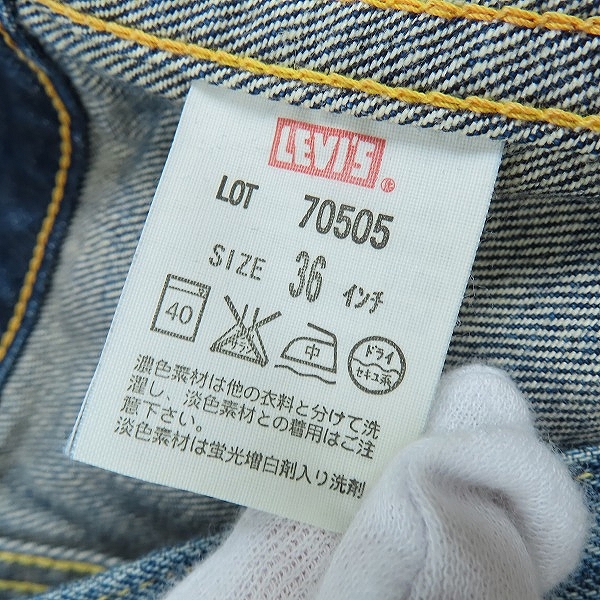 LEVI'S ®
LOT 70505
SIZE 36 インチ
40 サラシ 中 ドライ セキユ系
濃色素材は他の衣料と分けて洗
濯し、淡色素材との着用はご注
意下さい。
淡色素材は蛍光増白剤入り洗剤